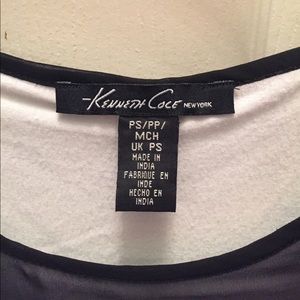 Kenneth Cole NEW YORK
PS/PP/
MCH
UK PS
MADE IN
INDIA
FABRIQUE EN
INDE
HECHO EN
INDIA